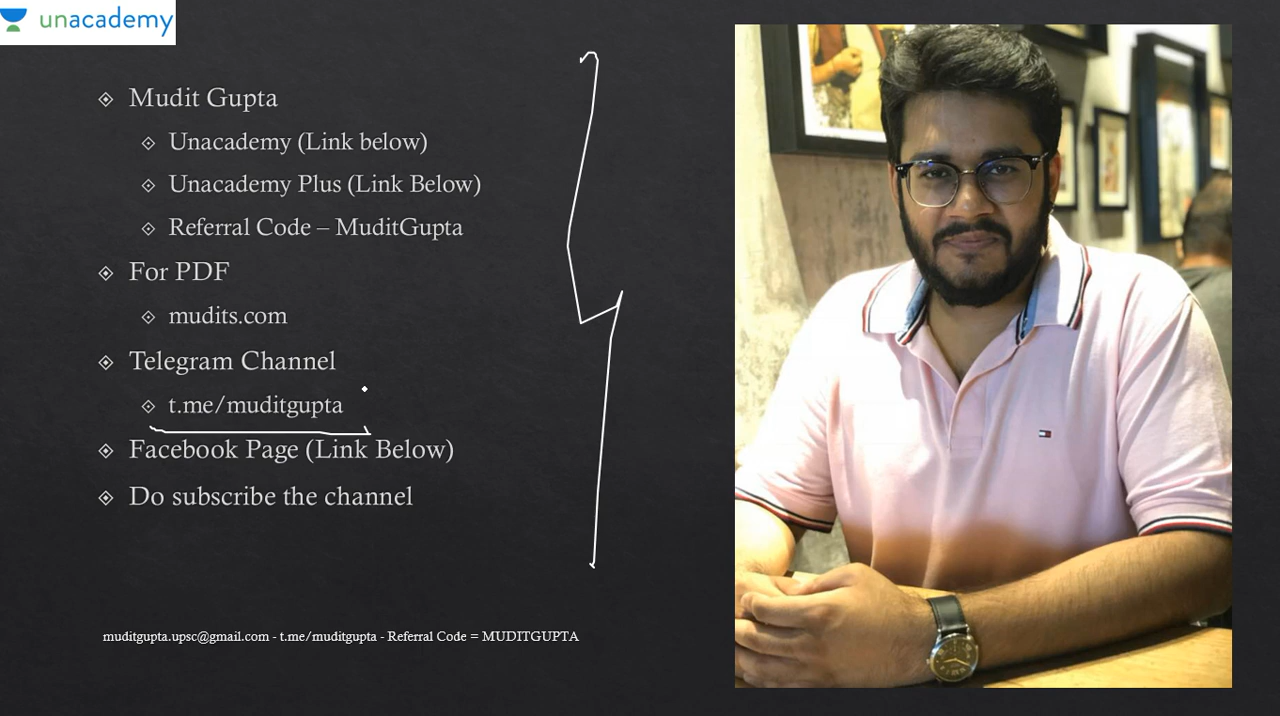 unacademy
Mudit Gupta
Unacademy (Link below)
Unacademy Plus (Link Below)
Referral Code – MuditGupta
For PDF
mudits.com
Telegram Channel
t.me/muditgupta
Facebook Page (Link Below)
Do subscribe the channel
muditgupta.upsc@gmail.com - t.me/muditgupta - Referral Code = MUDITGUPTA